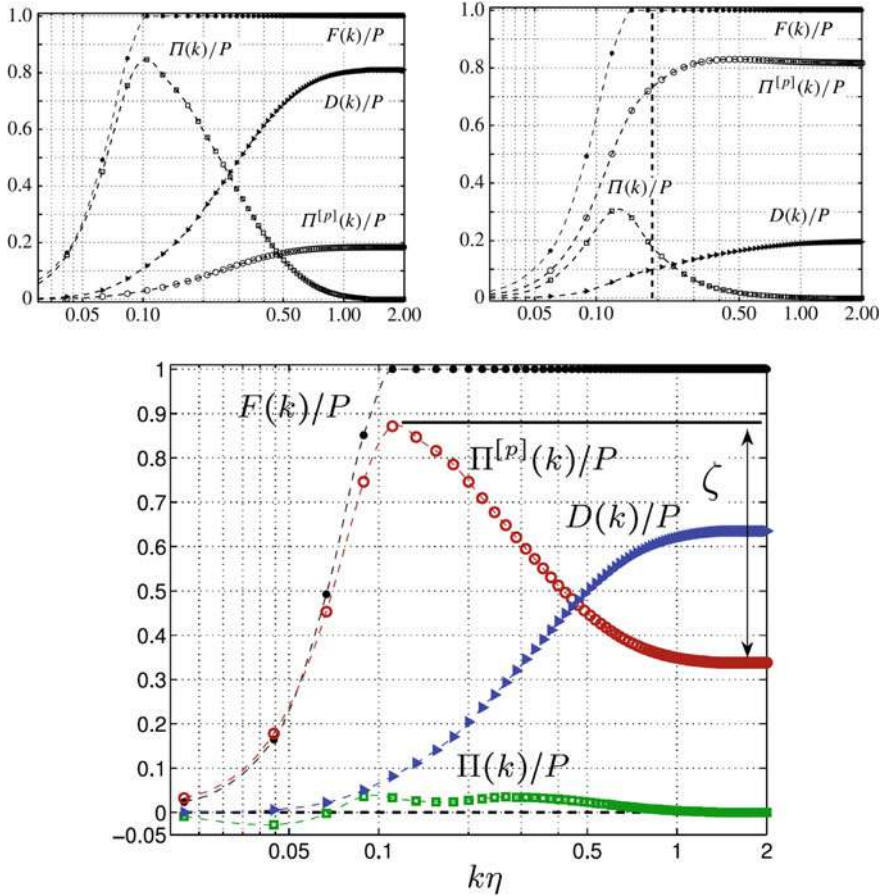 F(k)/P
Π(k)/P
D(k)/P
Π^[p](k)/P
1.0
0.8
0.6
0.4
0.2
0
0.05 0.10 0.50 1.00 2.00
F(k)/P
Π^[p](k)/P
Π(k)/P
D(k)/P
1.0
0.8
0.6
0.4
0.2
0
0.05 0.10 0.50 1.00 2.00
F(k)/P
Π^[p](k)/P
ζ
D(k)/P
Π(k)/P
1
0.9
0.8
0.7
0.6
0.5
0.4
0.3
0.2
0.1
0
−0.05
0.05 0.1 0.5 1 2
kη